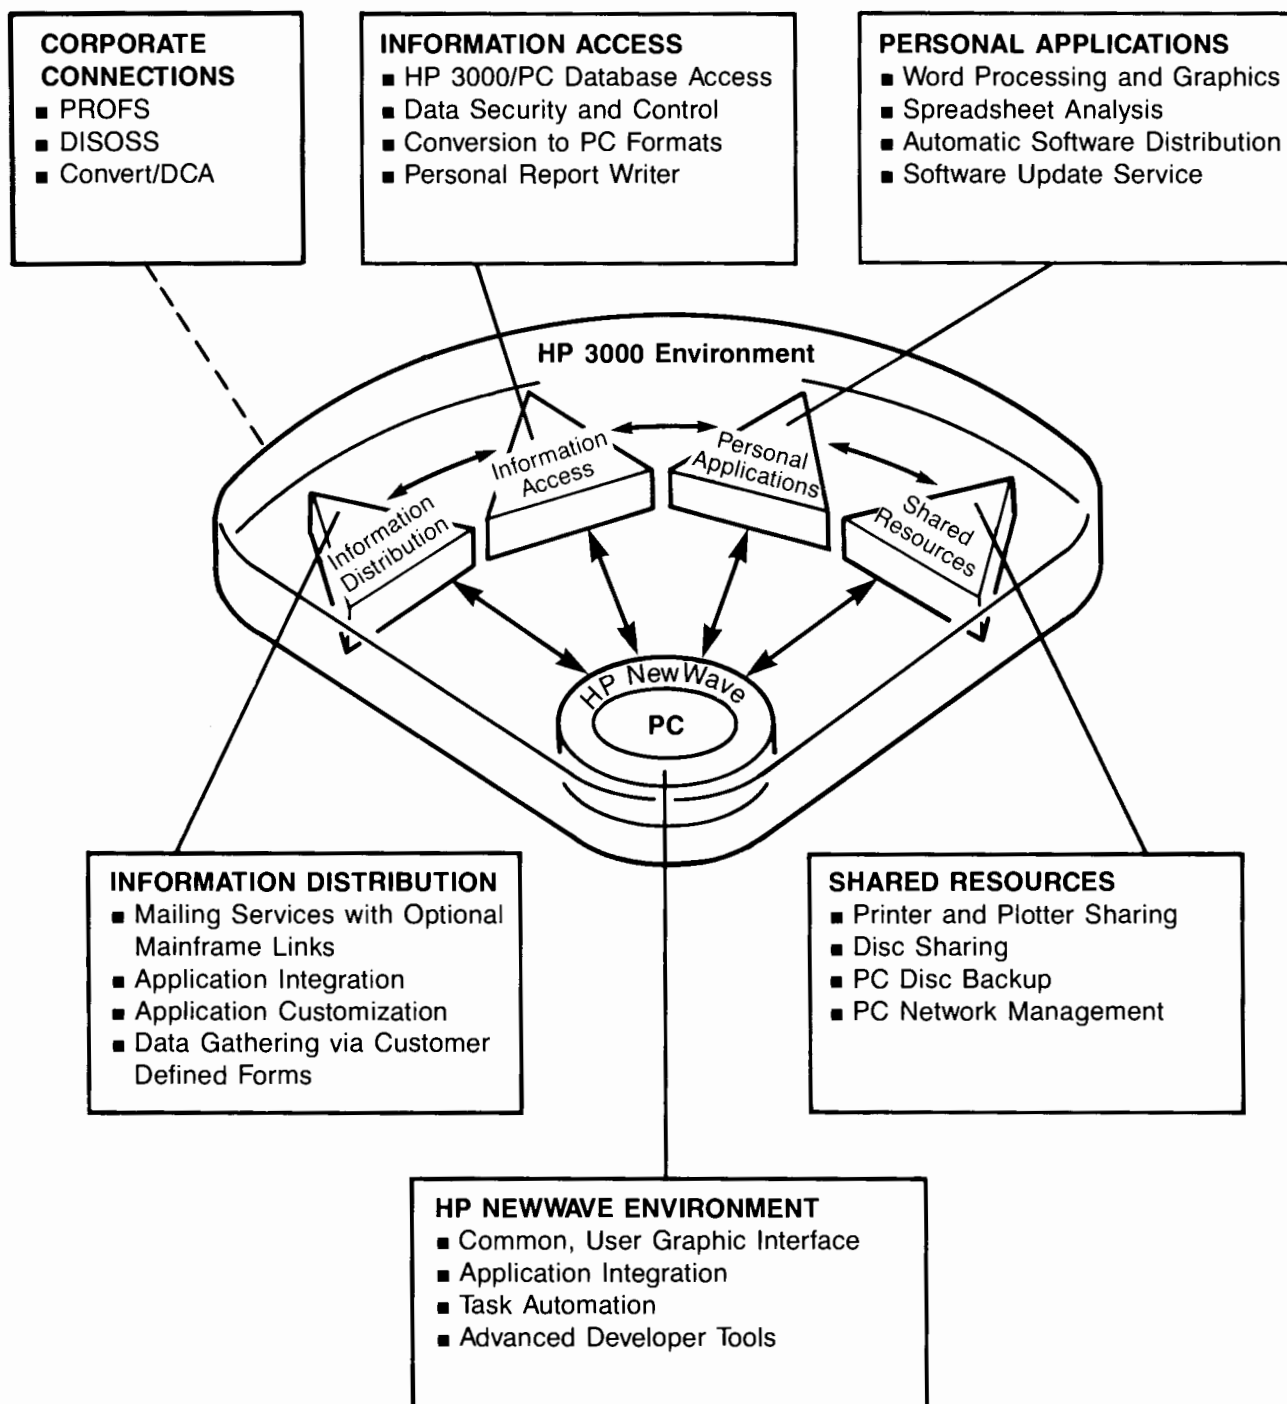 CORPORATE
CONNECTIONS
■ PROFS
■ DISOSS
■ Convert/DCA
INFORMATION ACCESS
■ HP 3000/PC Database Access
■ Data Security and Control
■ Conversion to PC Formats
■ Personal Report Writer
PERSONAL APPLICATIONS
■ Word Processing and Graphics
■ Spreadsheet Analysis
■ Automatic Software Distribution
■ Software Update Service
HP 3000 Environment
Information
Distribution
Information
Access
Personal
Applications
Shared
Resources
HP NewWave
PC
INFORMATION DISTRIBUTION
■ Mailing Services with Optional
Mainframe Links
■ Application Integration
■ Application Customization
■ Data Gathering via Customer
Defined Forms
SHARED RESOURCES
■ Printer and Plotter Sharing
■ Disc Sharing
■ PC Disc Backup
■ PC Network Management
HP NEWWAVE ENVIRONMENT
■ Common, User Graphic Interface
■ Application Integration
■ Task Automation
■ Advanced Developer Tools